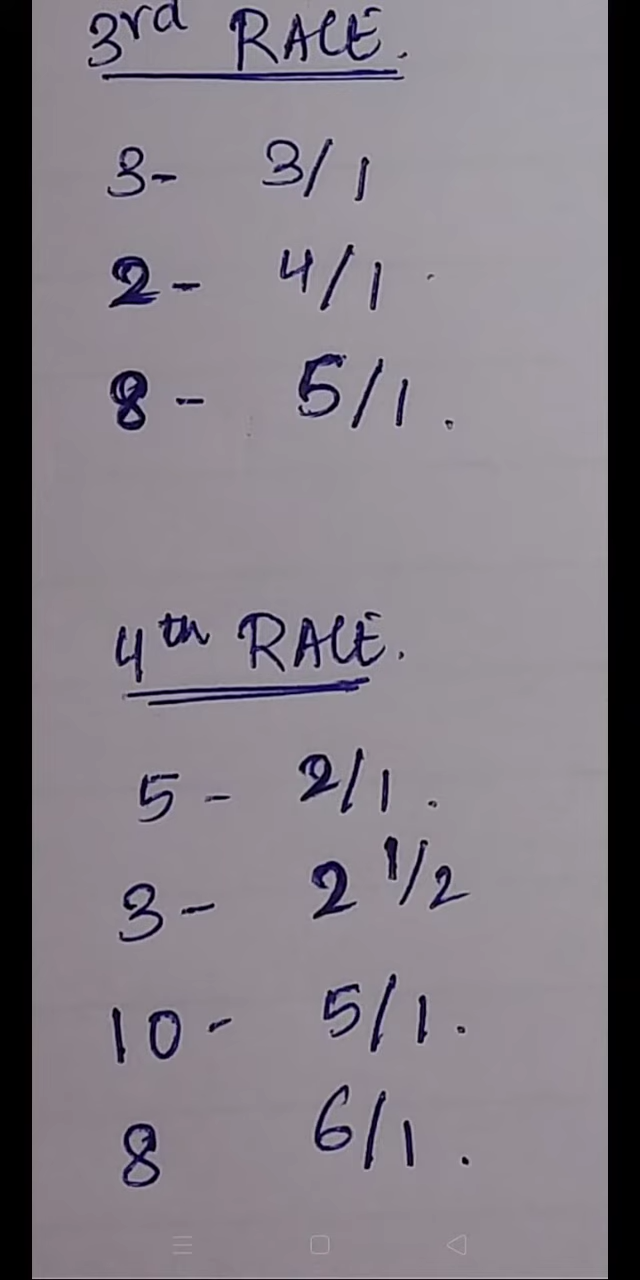 3rd RACE.
3- 3/1
2- 4/1
8- 5/1.
4th RACE.
5- 2/1.
3- 2 1/2
10- 5/1.
8 6/1.